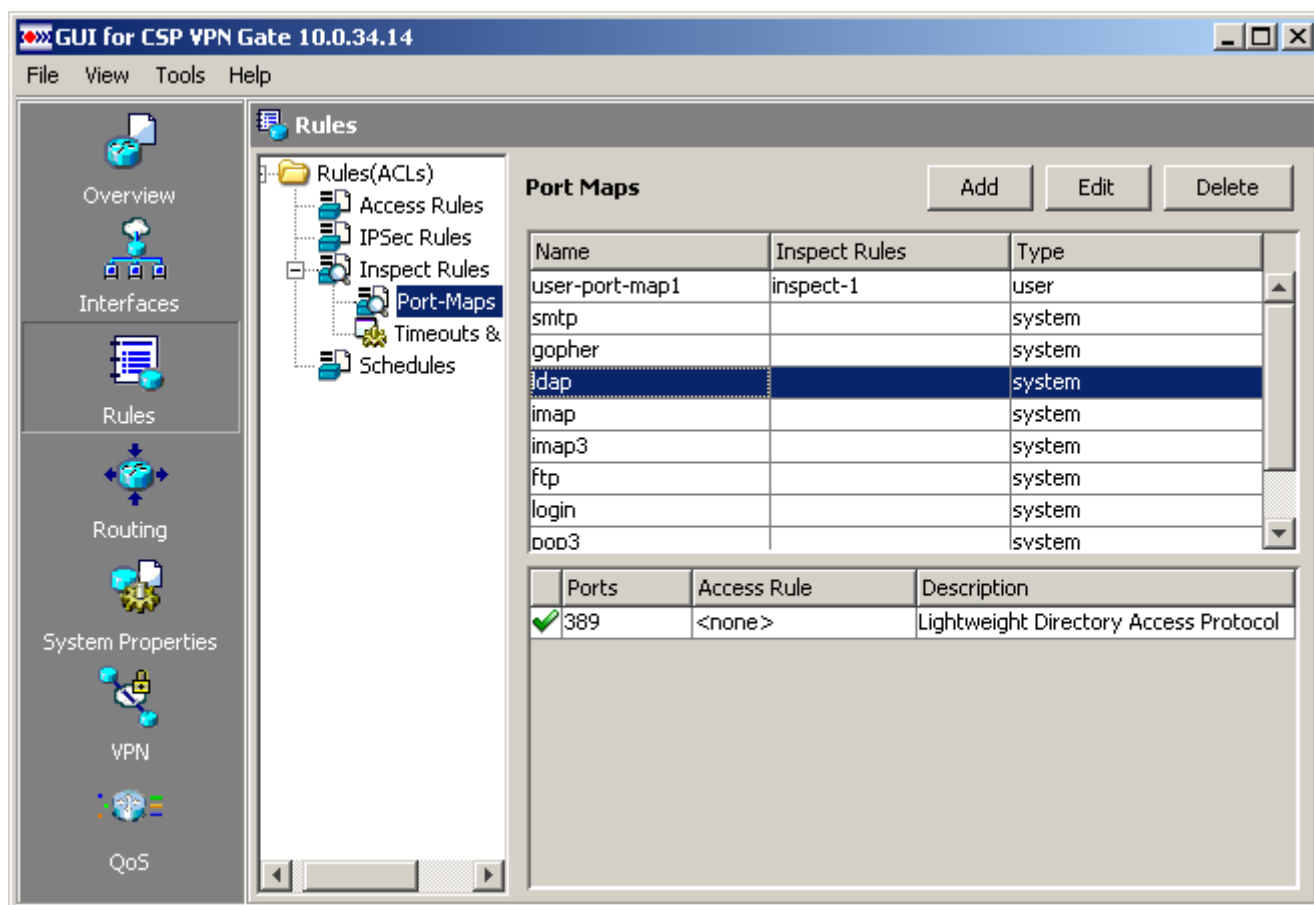 GUI for CSP VPN Gate 10.0.34.14
File View Tools Help
Overview
Interfaces
Rules
Routing
System Properties
VPN
QoS
Rules
Rules(ACLs)
Access Rules
IPSec Rules
Inspect Rules
Port-Maps
Timeouts &
Schedules
Port Maps
Add Edit Delete
Name Inspect Rules Type
user-port-map1 inspect-1 user
smtp system
gopher system
ldap system
imap system
imap3 system
ftp system
login system
pop3 system
Ports Access Rule Description
389 <none> Lightweight Directory Access Protocol